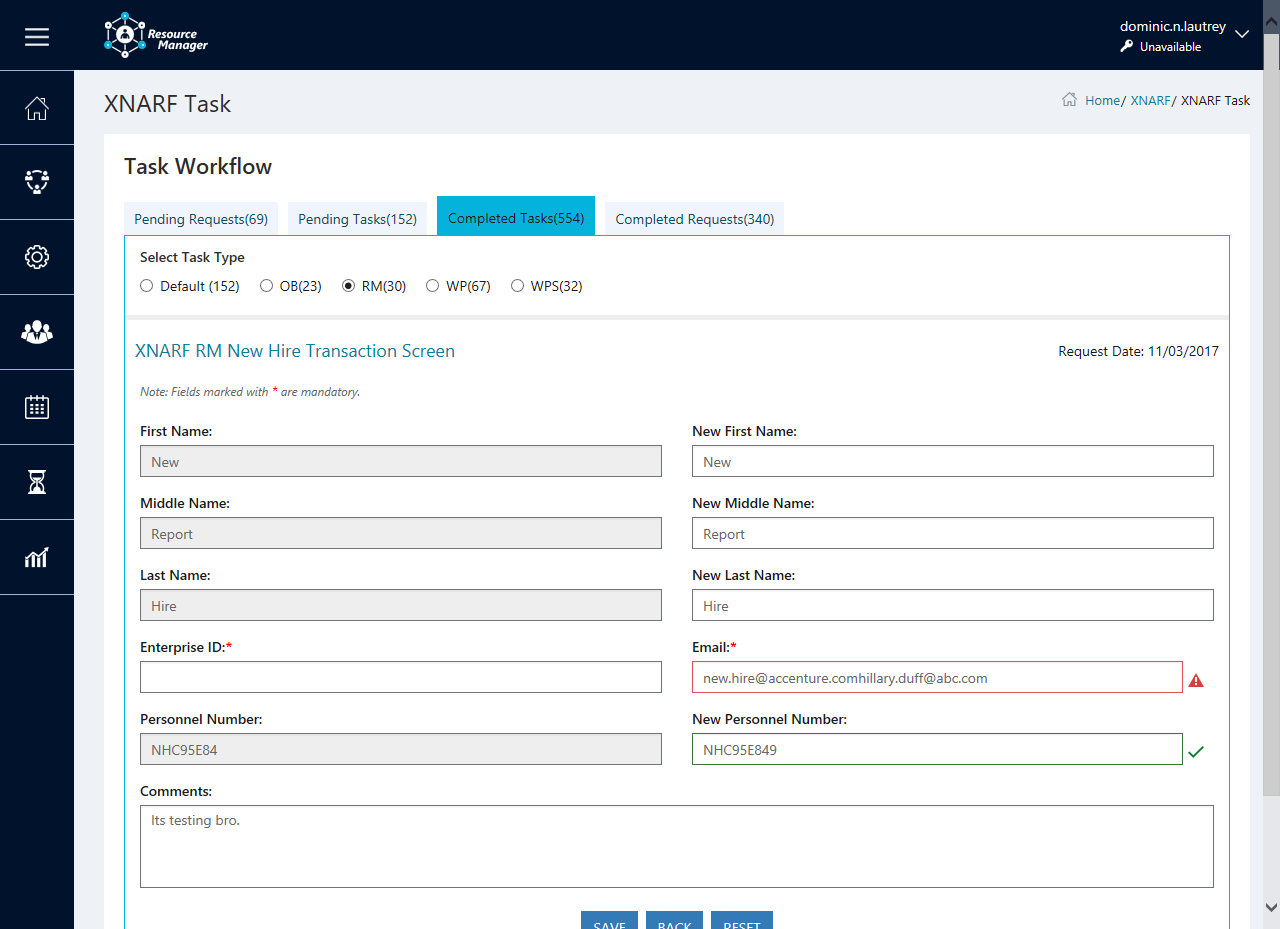 Resource Manager
dominic.n.lautrey
Unavailable
XNARF Task
Home/ XNARF/ XNARF Task
Task Workflow
Pending Requests(69) Pending Tasks(152) Completed Tasks(554) Completed Requests(340)
Select Task Type
Default (152) OB(23) RM(30) WP(67) WPS(32)
XNARF RM New Hire Transaction Screen Request Date: 11/03/2017
Note: Fields marked with * are mandatory.
First Name: New First Name:
New New
Middle Name: New Middle Name:
Report Report
Last Name: New Last Name:
Hire Hire
Enterprise ID:* Email:*
new.hire@accenture.comhillary.duff@abc.com
Personnel Number: New Personnel Number:
NHC95E84 NHC95E849
Comments:
Its testing bro.
SAVE BACK RESET